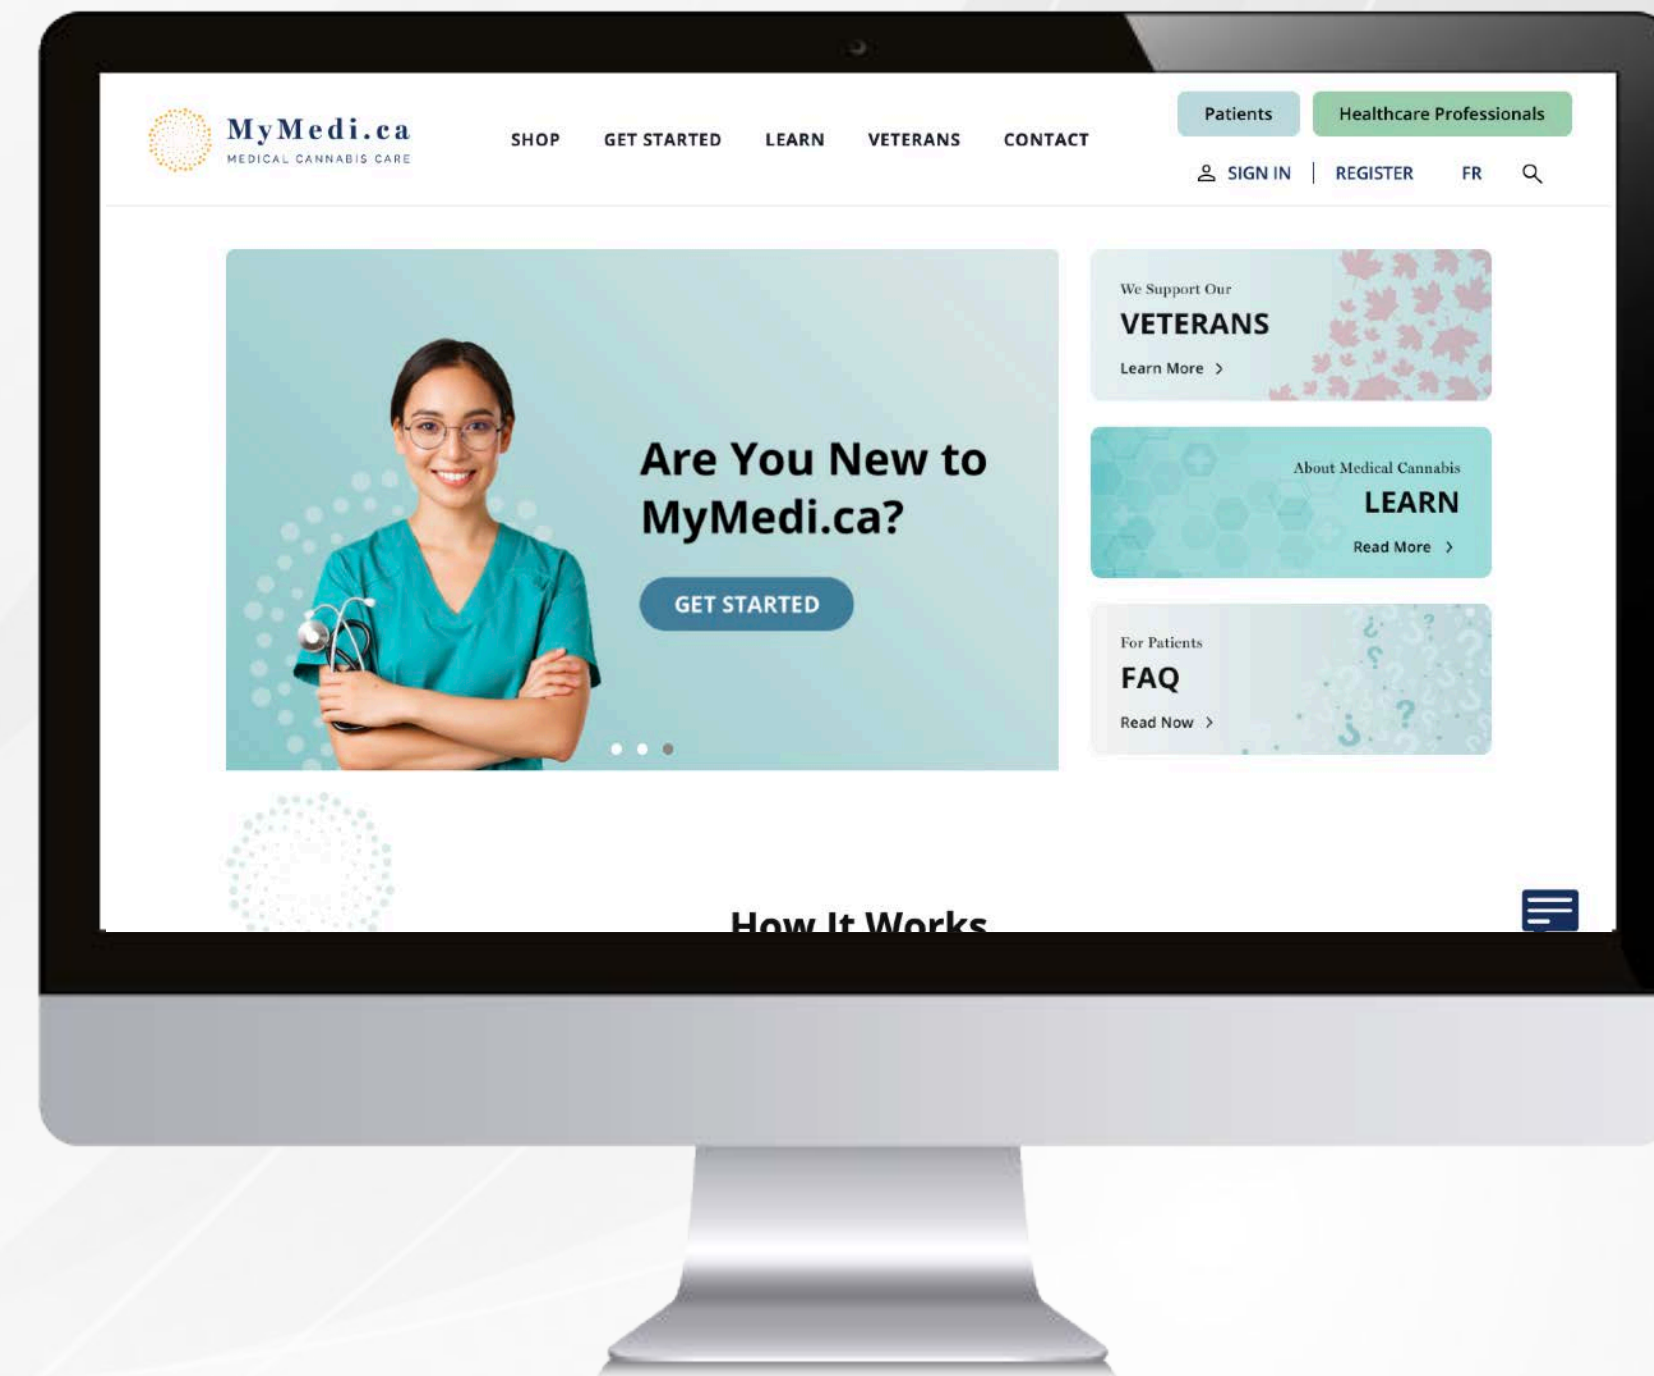 MyMedi.ca
MEDICAL CANNABIS CARE
SHOP GET STARTED LEARN VETERANS CONTACT
Patients Healthcare Professionals
SIGN IN | REGISTER FR
Are You New to
MyMedi.ca?
GET STARTED
We Support Our
VETERANS
Learn More >
About Medical Cannabis
LEARN
Read More >
For Patients
FAQ
Read Now >
How It Works